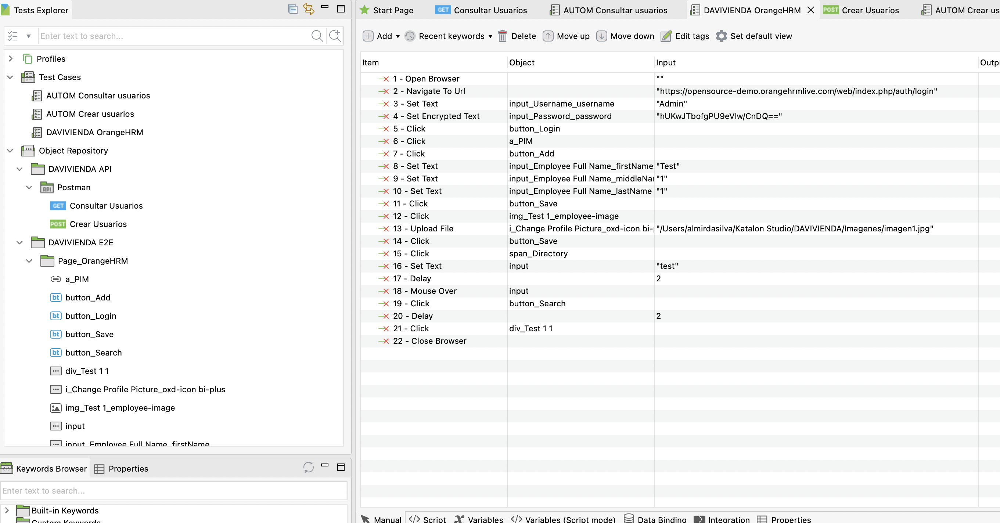 Tests Explorer
Enter text to search...
Profiles
Test Cases
AUTOM Consultar usuarios
AUTOM Crear usuarios
DAVIVIENDA OrangeHRM
Object Repository
DAVIVIENDA API
API Postman
GET Consultar Usuarios
POST Crear Usuarios
DAVIVIENDA E2E
Page_OrangeHRM
a_PIM
bt button_Add
bt button_Login
bt button_Save
bt button_Search
div_Test 1 1
i_Change Profile Picture_oxd-icon bi-plus
img_Test 1_employee-image
input
input_Employee Full Name_firstName
Keywords Browser Properties
Enter text to search...
Built-in Keywords
Custom Keywords
Start Page GET Consultar Usuarios AUTOM Consultar usuarios DAVIVIENDA OrangeHRM POST Crear Usuarios AUTOM Crear us
Add Recent keywords Delete Move up Move down Edit tags Set default view
Item Object Input Outp
1 - Open Browser ""
2 - Navigate To Url "https://opensource-demo.orangehrmlive.com/web/index.php/auth/login"
3 - Set Text input_Username_username "Admin"
4 - Set Encrypted Text input_Password_password "hUKwJTbofgPU9eVlw/CnDQ=="
5 - Click button_Login
6 - Click a_PIM
7 - Click button_Add
8 - Set Text input_Employee Full Name_firstName "Test"
9 - Set Text input_Employee Full Name_middleNar "1"
10 - Set Text input_Employee Full Name_lastName "1"
11 - Click button_Save
12 - Click img_Test 1_employee-image
13 - Upload File i_Change Profile Picture_oxd-icon bi- "/Users/almirdasilva/Katalon Studio/DAVIVIENDA/Imagenes/imagen1.jpg"
14 - Click button_Save
15 - Click span_Directory
16 - Set Text input "test"
17 - Delay 2
18 - Mouse Over input
19 - Click button_Search
20 - Delay 2
21 - Click div_Test 1 1
22 - Close Browser
Manual Script Variables Variables (Script mode) Data Binding Integration Properties